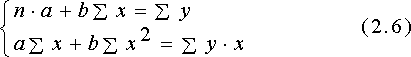 n · a + b ∑ x = ∑ y
a ∑ x + b ∑ x² = ∑ y · x
(2.6)